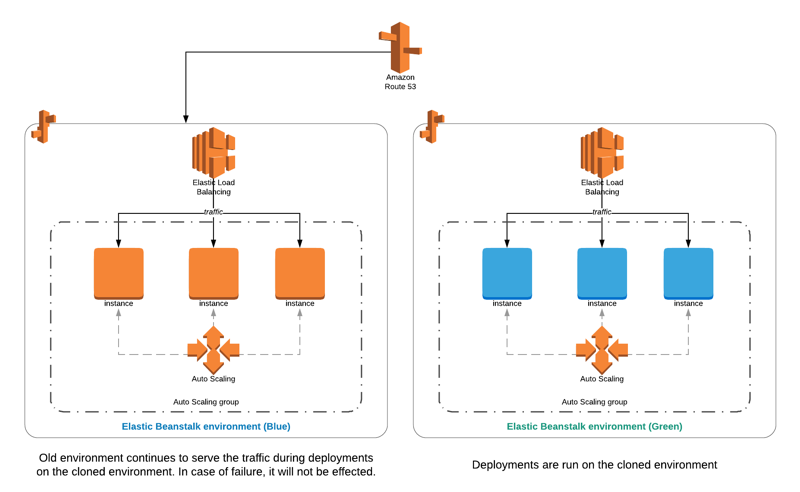 Amazon
Route 53
Elastic Load
Balancing
traffic
instance
instance
instance
Auto Scaling
Auto Scaling group
Elastic Beanstalk environment (Blue)
Old environment continues to serve the traffic during deployments
on the cloned environment. In case of failure, it will not be effected.
Elastic Load
Balancing
traffic
instance
instance
instance
Auto Scaling
Auto Scaling group
Elastic Beanstalk environment (Green)
Deployments are run on the cloned environment